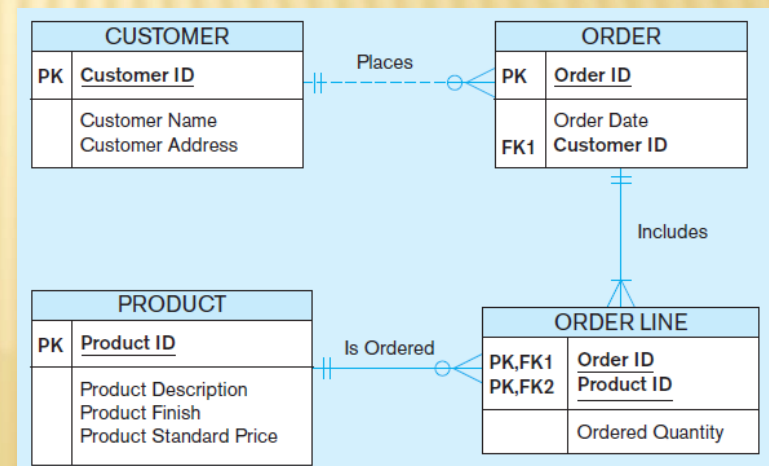 CUSTOMER
PK Customer ID
Customer Name
Customer Address
Places
ORDER
PK Order ID
Order Date
FK1 Customer ID
Includes
PRODUCT
PK Product ID
Product Description
Product Finish
Product Standard Price
Is Ordered
ORDER LINE
PK,FK1 Order ID
PK,FK2 Product ID
Ordered Quantity